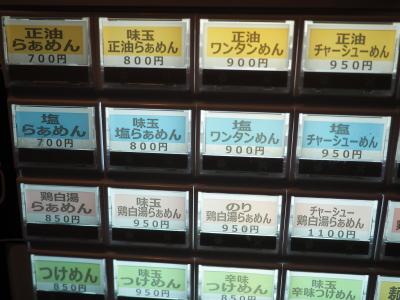 正油
らぁめん
700円
味玉
正油らぁめん
800円
正油
ワンタンめん
900円
正油
チャーシューめん
950円
塩
らぁめん
700円
味玉
塩らぁめん
800円
塩
ワンタンめん
900円
塩
チャーシューめん
950円
鶏白湯
らぁめん
850円
味玉
鶏白湯らぁめん
950円
のり
鶏白湯らぁめん
950円
チャーシュー
鶏白湯らぁめん
1100円
つけめん
850円
味玉
つけめん
950円
辛味
つけめん
味玉
辛味つけめん